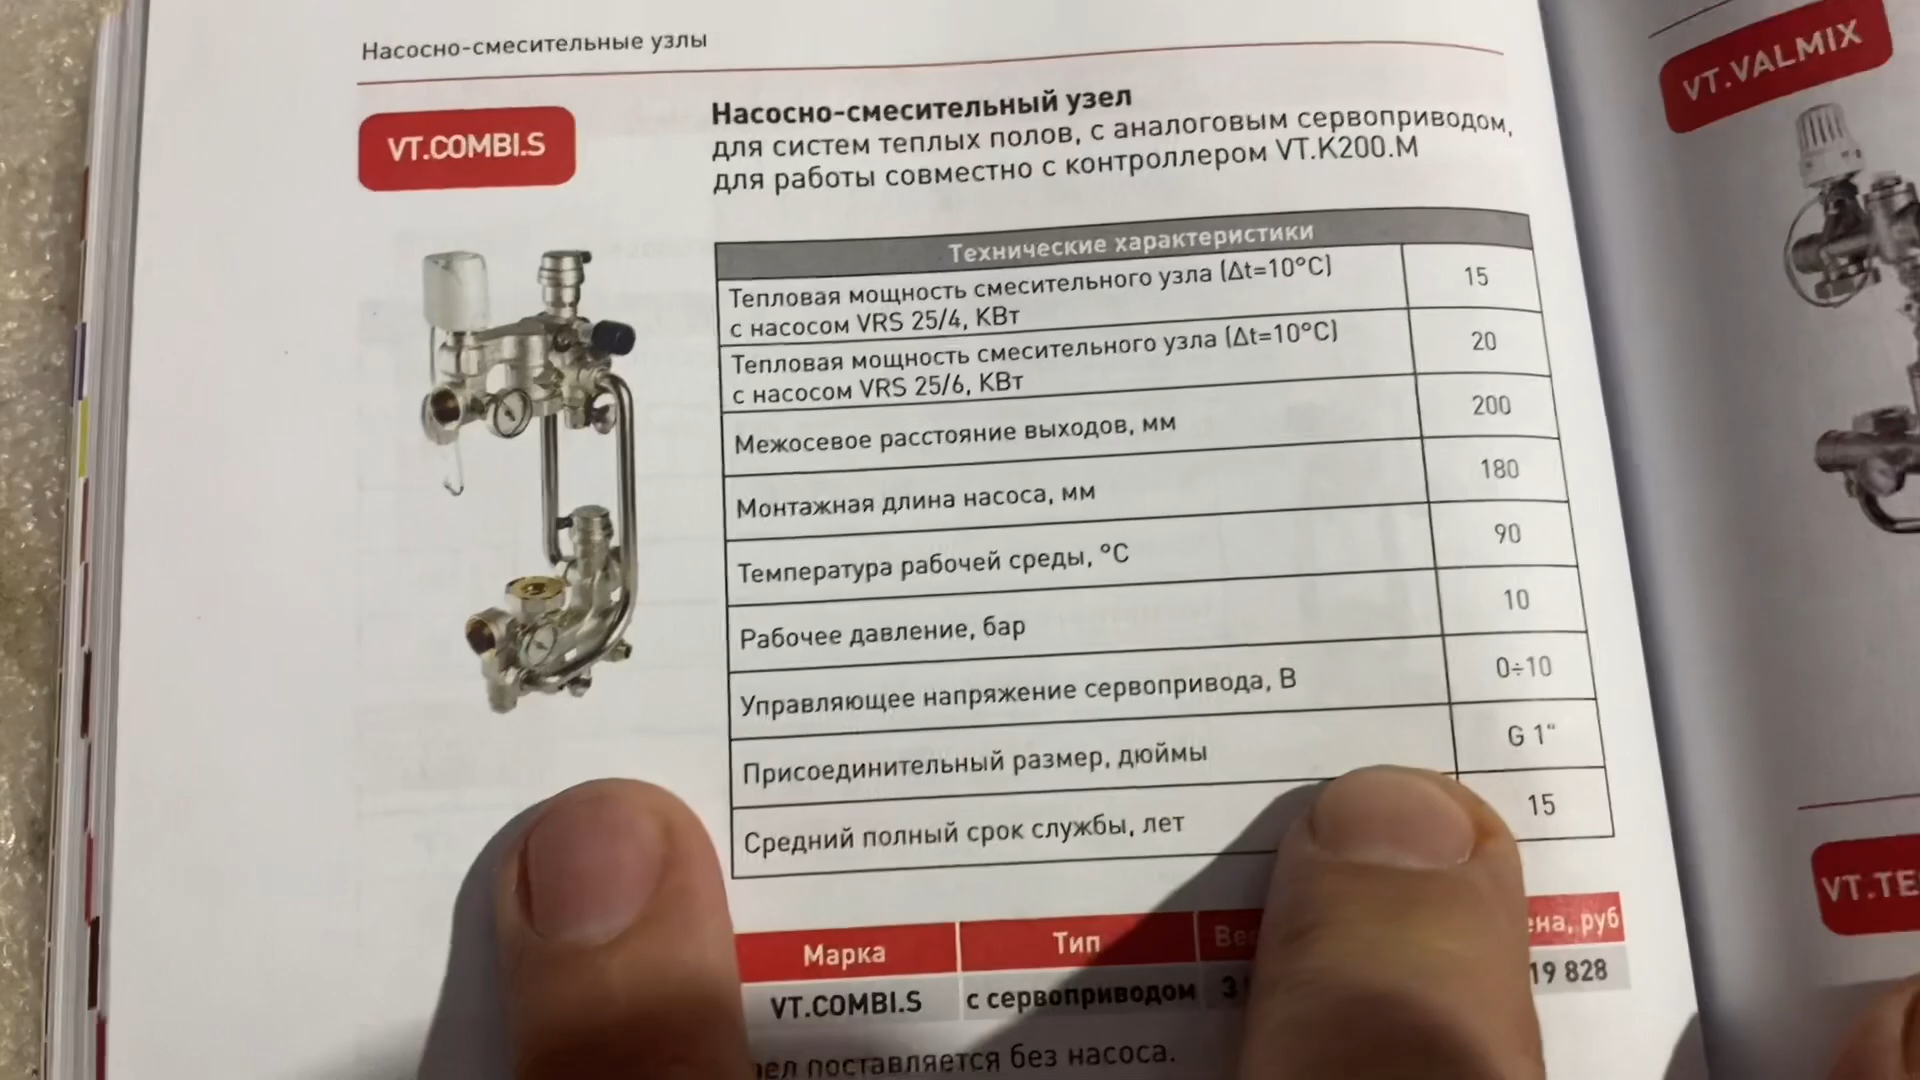 Насосно-смесительные узлы
VT.COMBI.S
Насосно-смесительный узел
для систем теплых полов, с аналоговым сервоприводом,
для работы совместно с контроллером VT.K200.M
Технические характеристики
Тепловая мощность смесительного узла (Δt=10°C)
с насосом VRS 25/4, КВт
15
Тепловая мощность смесительного узла (Δt=10°C)
с насосом VRS 25/6, КВт
20
Межосевое расстояние выходов, мм
200
Монтажная длина насоса, мм
180
Температура рабочей среды, °C
90
Рабочее давление, бар
10
Управляющее напряжение сервопривода, В
0÷10
Присоединительный размер, дюймы
G 1"
Средний полный срок службы, лет
15
Марка
Тип
руб
VT.COMBI.S
с сервоприводом
19 828
поставляется без насоса.
VT.VALMIX